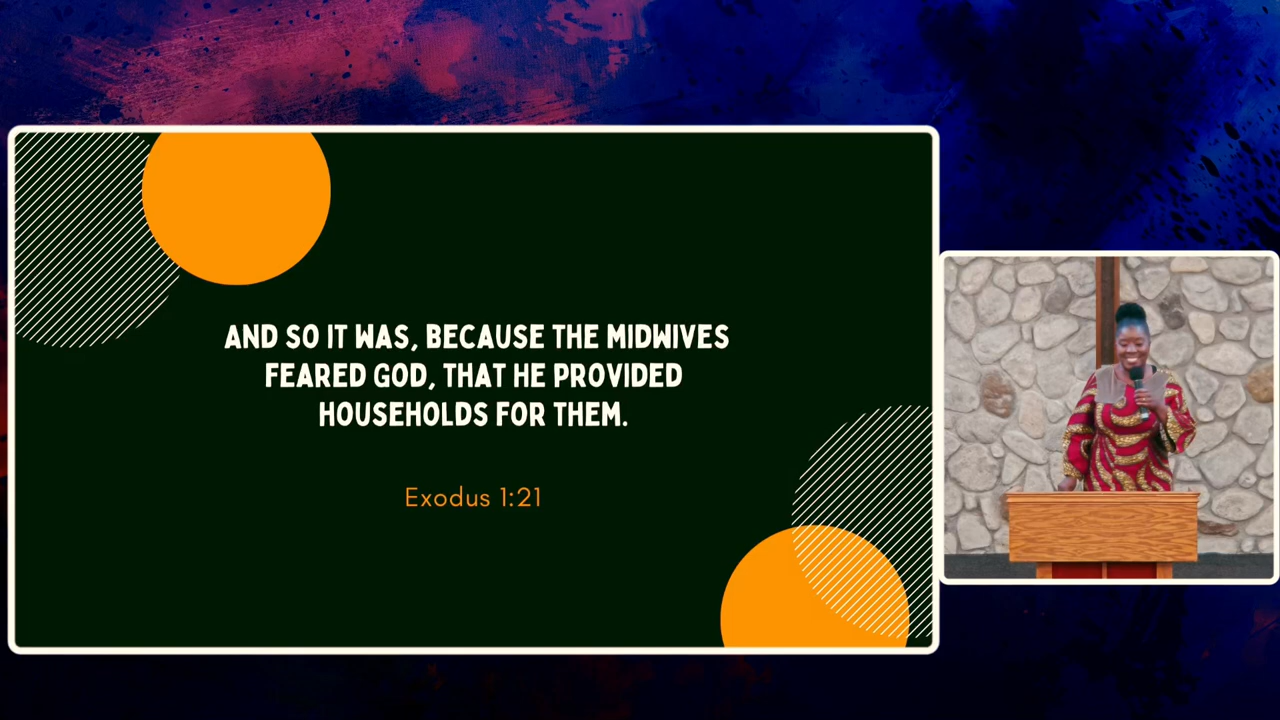 AND SO IT WAS, BECAUSE THE MIDWIVES
FEARED GOD, THAT HE PROVIDED
HOUSEHOLDS FOR THEM.
Exodus 1:21